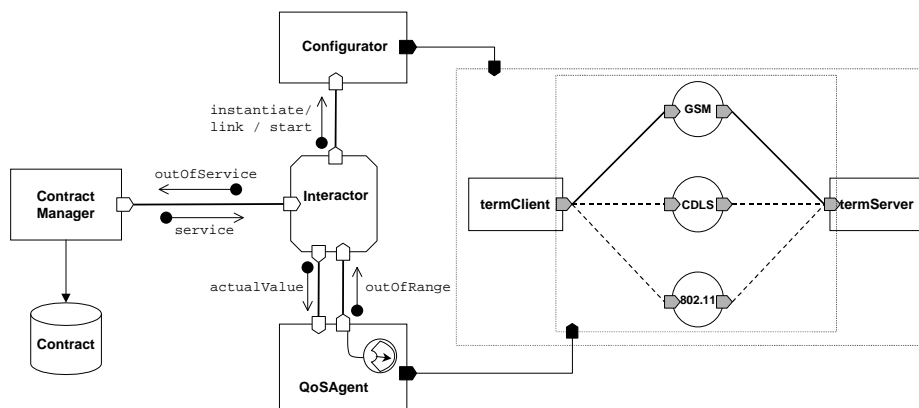 Configurator
instantiate/
link / start
GSM
outOfService
Contract
Manager
Interactor
termClient
CDLS
termServer
service
actualValue
outOfRange
802.11
Contract
QoSAgent